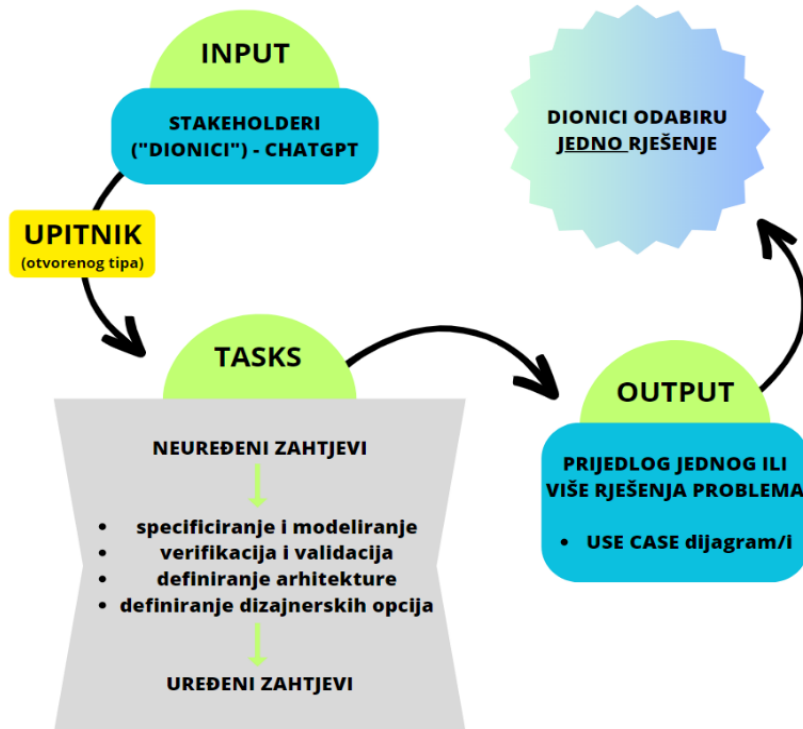 INPUT
STAKEHOLDERI
("DIONICI") - CHATGPT
UPITNIK
(otvorenog tipa)
TASKS
NEUREĐENI ZAHTJEVI
• specificiranje i modeliranje
• verifikacija i validacija
• definiranje arhitekture
• definiranje dizajnerskih opcija
UREĐENI ZAHTJEVI
OUTPUT
PRIJEDLOG JEDNOG ILI
VIŠE RJEŠENJA PROBLEMA
• USE CASE dijagram/i
DIONICI ODABIRU
JEDNO RJEŠENJE